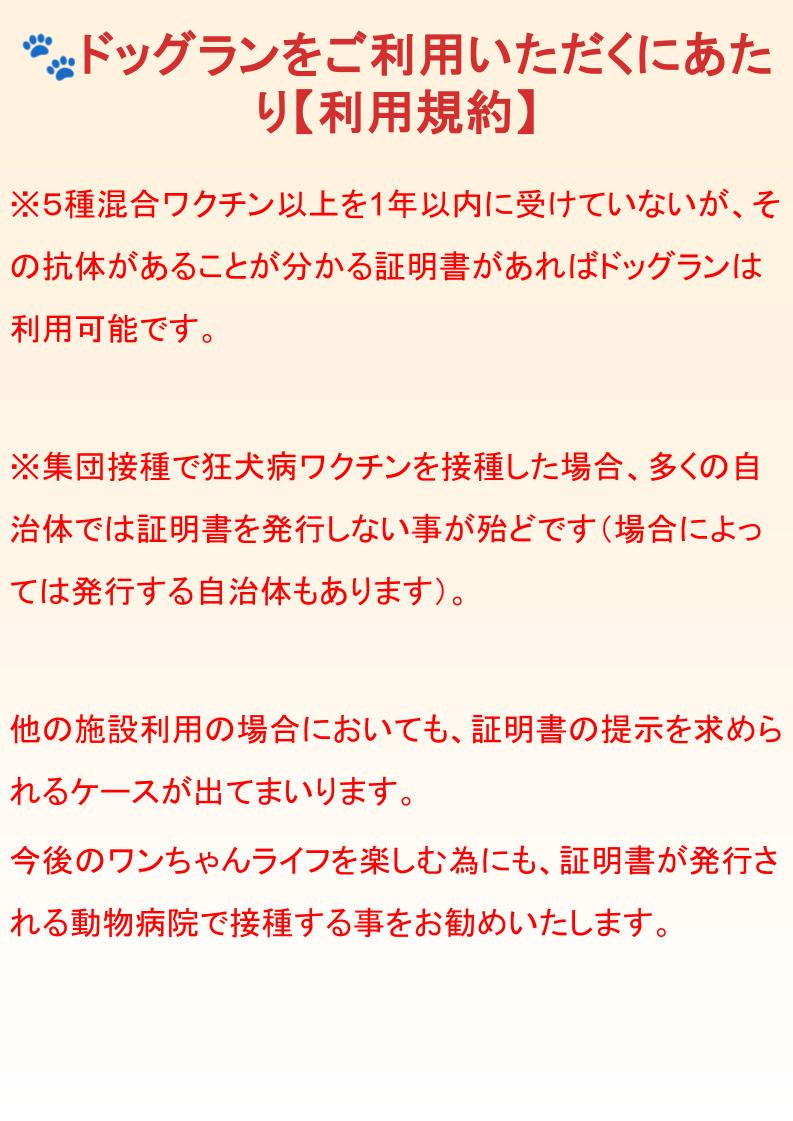 🐾ドッグランをご利用いただくにあた
り【利用規約】
※５種混合ワクチン以上を1年以内に受けていないが、そ
の抗体があることが分かる証明書があればドッグランは
利用可能です。
※集団接種で狂犬病ワクチンを接種した場合、多くの自
治体では証明書を発行しない事が殆どです（場合によっ
ては発行する自治体もあります）。
他の施設利用の場合においても、証明書の提示を求めら
れるケースが出てまいります。
今後のワンちゃんライフを楽しむ為にも、証明書が発行さ
れる動物病院で接種する事をお勧めいたします。